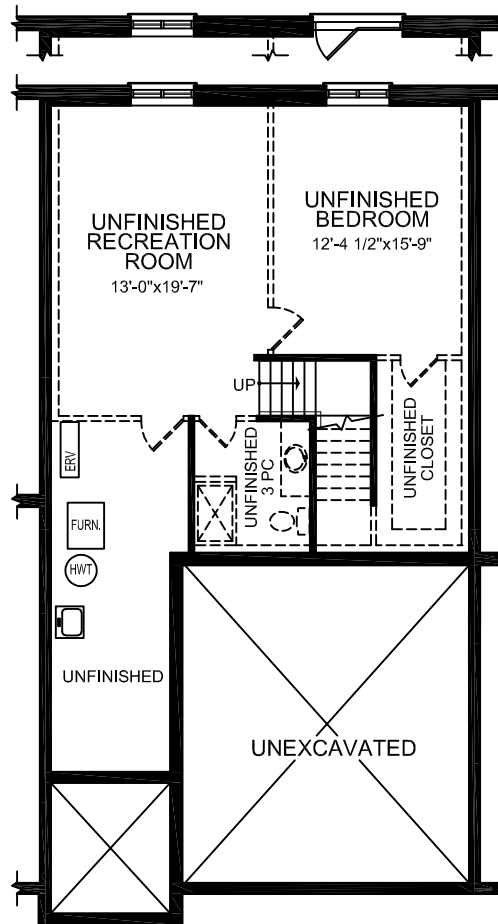 UNFINISHED
RECREATION
ROOM
13'-0"x19'-7"
UNFINISHED
BEDROOM
12'-4 1/2"x15'-9"
UP
UNFINISHED
3 PC
UNFINISHED
CLOSET
ERV
FURN.
HWT
UNFINISHED
UNEXCAVATED